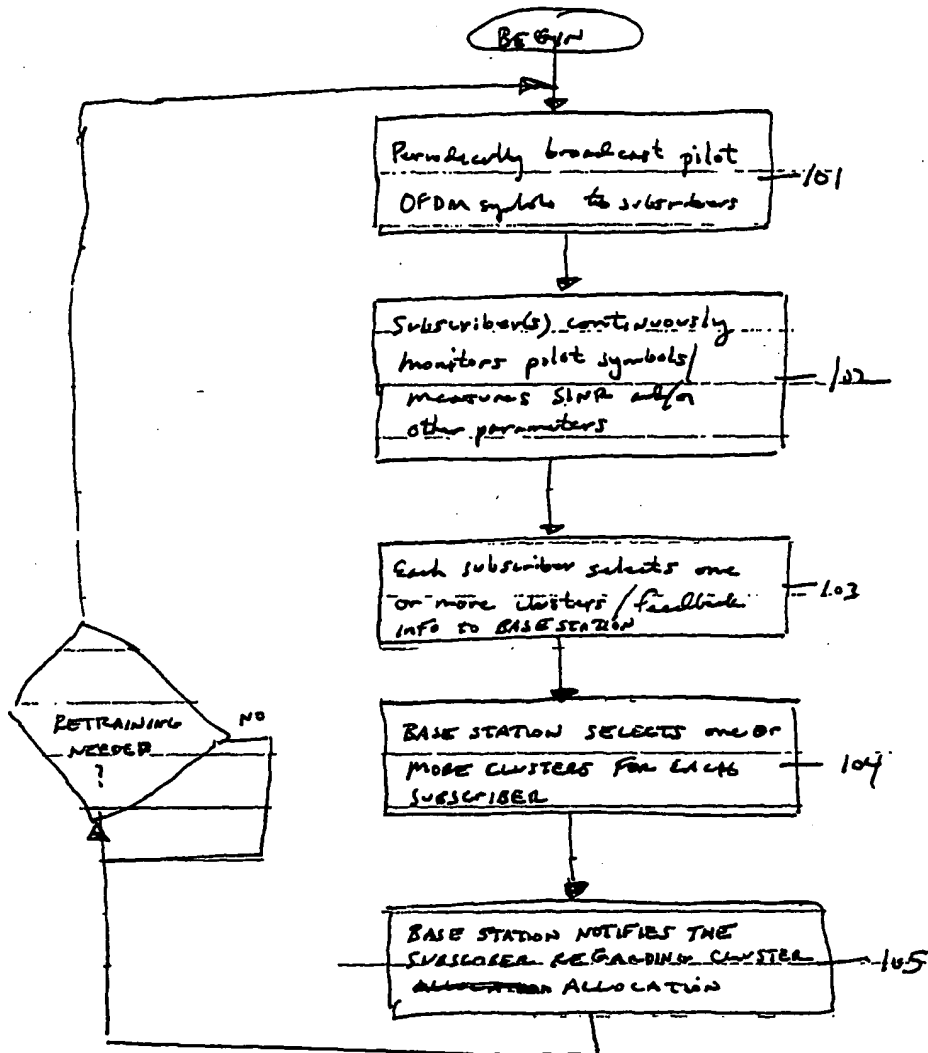 BEGIN
Periodically broadcast pilot
OFDM symbols to subscribers
101
Subscriber(s) continuously
monitors pilot symbols/
measures SINR and/or
other parameters
102
Each subscriber selects one
or more clusters/feedback
info to BASE STATION
103
BASE STATION SELECTS one or
MORE CLUSTERS FOR EACH
SUBSCRIBER
104
BASE STATION NOTIFIES THE
SUBSCRIBER REGARDING CLUSTER
ALLOCATION
105
RETRAINING
NEEDED
?
NO